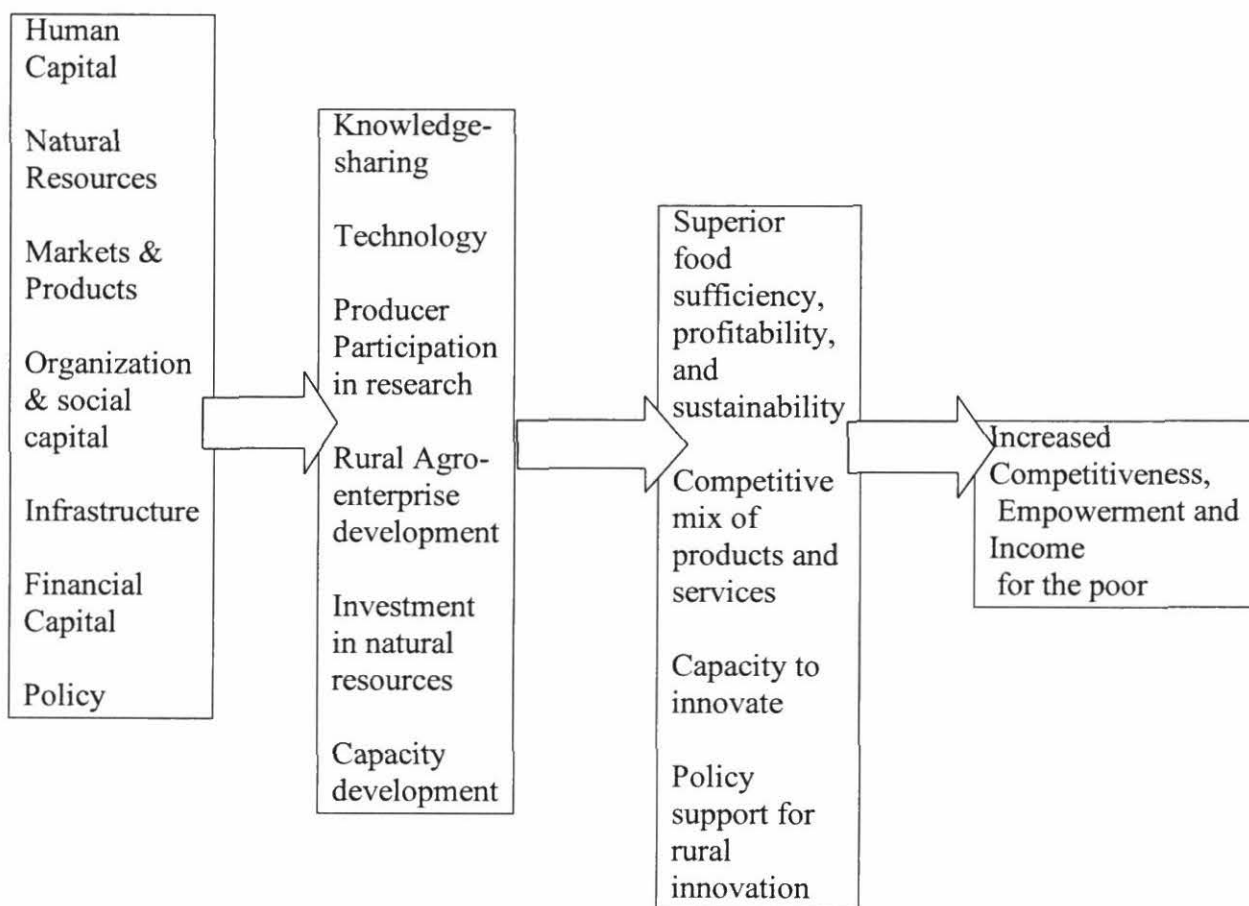 Human
Capital
Natural
Resources
Markets &
Products
Organization
& social
capital
Infrastructure
Financial
Capital
Policy
Knowledge-
sharing
Technology
Producer
Participation
in research
Rural Agro-
enterprise
development
Investment
in natural
resources
Capacity
development
Superior
food
sufficiency,
profitability,
and
sustainability
Competitive
mix of
products and
services
Capacity to
innovate
Policy
support for
rural
innovation
Increased
Competitiveness,
Empowerment and
Income
for the poor